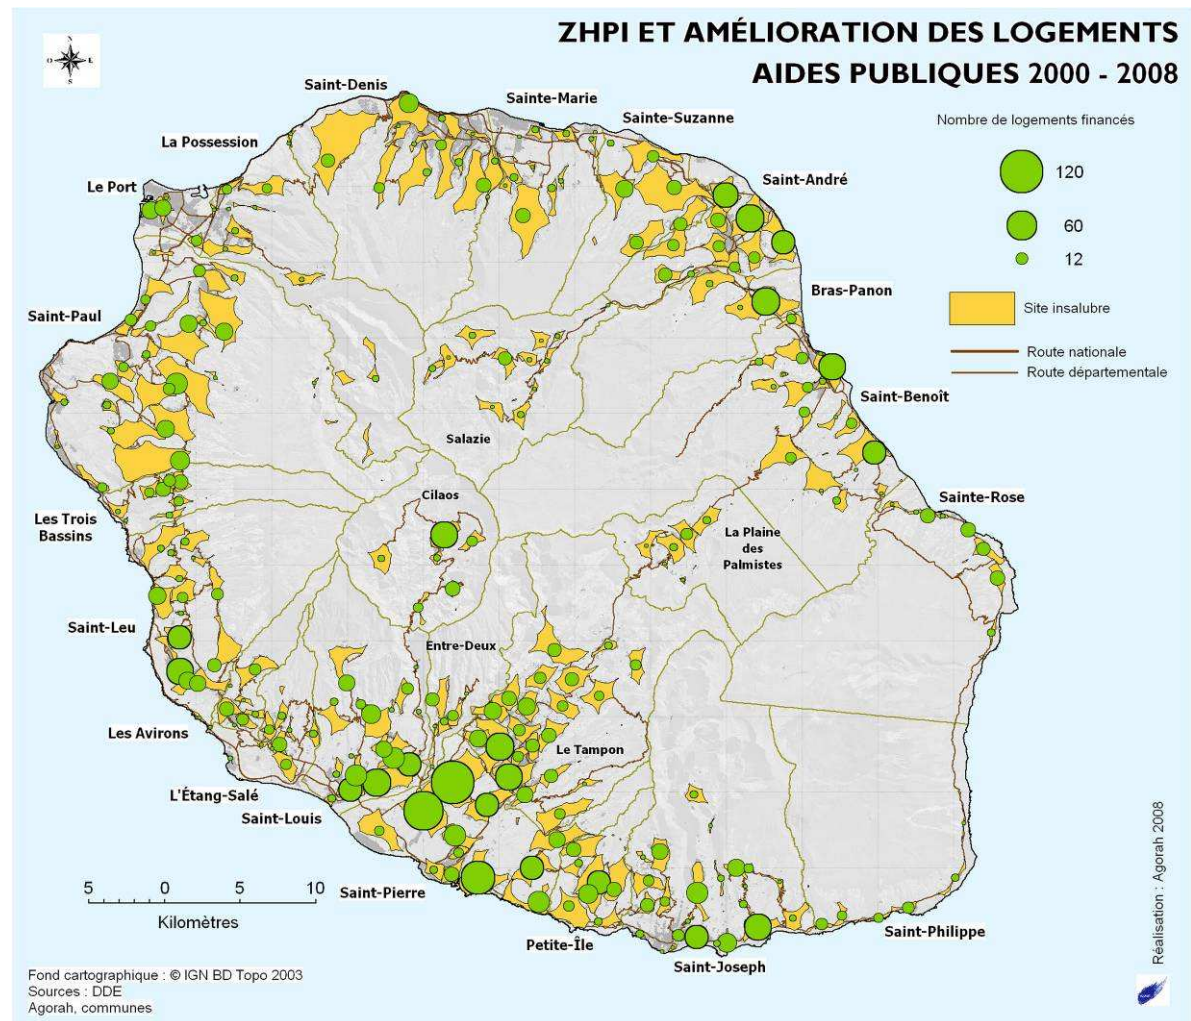 ZHPI ET AMÉLIORATION DES LOGEMENTS
AIDES PUBLIQUES 2000 - 2008
Nombre de logements financés
120
60
12
Site insalubre
Route nationale
Route départementale
O
E
S
Saint-Denis
Sainte-Marie
Sainte-Suzanne
La Possession
Le Port
Saint-André
Bras-Panon
Saint-Paul
Saint-Benoît
Salazie
Cilaos
Sainte-Rose
Les Trois
Bassins
La Plaine
des
Palmistes
Saint-Leu
Entre-Deux
Les Avirons
Le Tampon
L'Étang-Salé
Saint-Louis
Saint-Pierre
Petite-Île
Saint-Philippe
Saint-Joseph
5
0
5
10
Kilomètres
Fond cartographique : © IGN BD Topo 2003
Sources : DDE
Agorah, communes
Réalisation : Agorah 2008